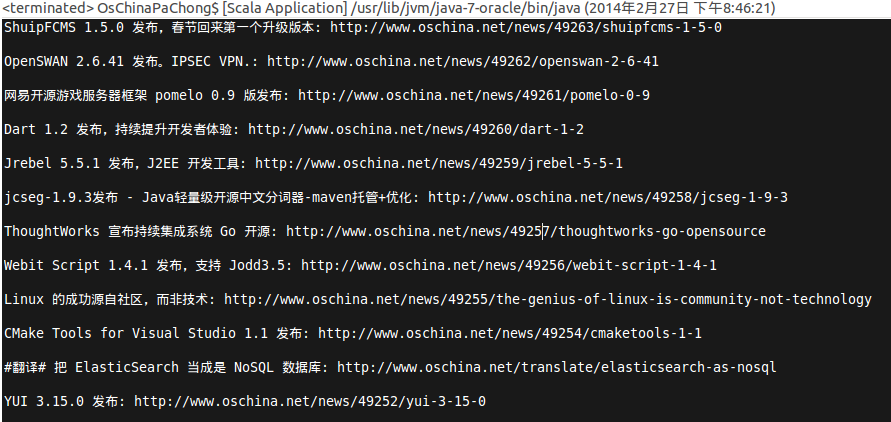 <terminated> OsChinaPaChong$ [Scala Application] /usr/lib/jvm/java-7-oracle/bin/java (2014年2月27日 下午8:46:21)
ShuipFCMS 1.5.0 发布，春节回来第一个升级版本: http://www.oschina.net/news/49263/shuipfcms-1-5-0
OpenSWAN 2.6.41 发布。IPSEC VPN.: http://www.oschina.net/news/49262/openswan-2-6-41
网易开源游戏服务器框架 pomelo 0.9 版发布: http://www.oschina.net/news/49261/pomelo-0-9
Dart 1.2 发布，持续提升开发者体验: http://www.oschina.net/news/49260/dart-1-2
Jrebel 5.5.1 发布，J2EE 开发工具: http://www.oschina.net/news/49259/jrebel-5-5-1
jcseg-1.9.3发布 - Java轻量级开源中文分词器-maven托管+优化: http://www.oschina.net/news/49258/jcseg-1-9-3
ThoughtWorks 宣布持续集成系统 Go 开源: http://www.oschina.net/news/49257/thoughtworks-go-opensource
Webit Script 1.4.1 发布，支持 Jodd3.5: http://www.oschina.net/news/49256/webit-script-1-4-1
Linux 的成功源自社区，而非技术: http://www.oschina.net/news/49255/the-genius-of-linux-is-community-not-technology
CMake Tools for Visual Studio 1.1 发布: http://www.oschina.net/news/49254/cmaketools-1-1
#翻译# 把 ElasticSearch 当成是 NoSQL 数据库: http://www.oschina.net/translate/elasticsearch-as-nosql
YUI 3.15.0 发布: http://www.oschina.net/news/49252/yui-3-15-0